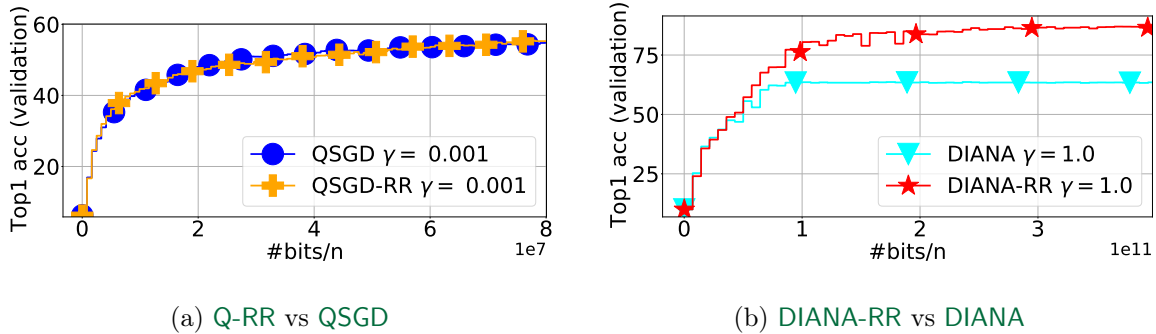 60
40
20
Top1 acc (validation)
QSGD γ = 0.001
QSGD-RR γ = 0.001
0 2 4 6 8
#bits/n
1e7
(a) Q-RR vs QSGD
75
50
25
Top1 acc (validation)
DIANA γ = 1.0
DIANA-RR γ = 1.0
0 1 2 3
#bits/n
1e11
(b) DIANA-RR vs DIANA